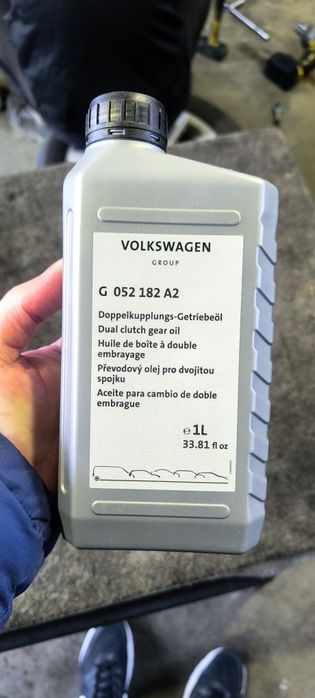 VOLKSWAGEN
GROUP
G 052 182 A2
Doppelkupplungs-Getriebeöl
Dual clutch gear oil
Huile de boîte à double
embrayage
Převodový olej pro dvojitou
spojku
Aceite para cambio de doble
embrague
℮ 1L
33.81 fl oz